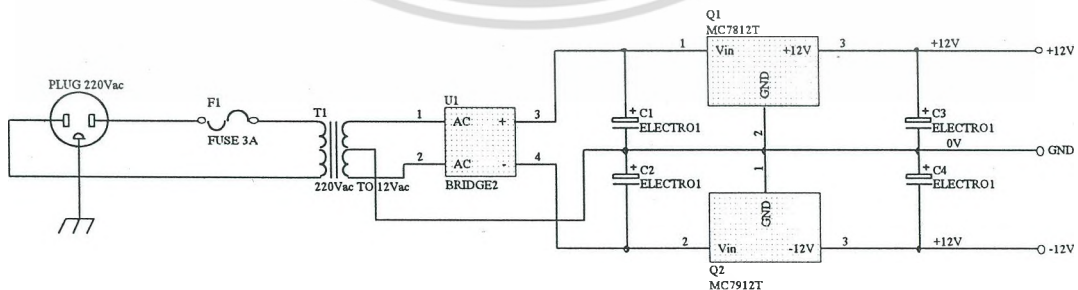 Q1
MC7812T
1
Vin
+12V
3
+12V
+12V
GND
PLUG 220Vac
F1
FUSE 3A
T1
220Vac TO 12Vac
U1
1
AC
+
3
2
AC
-
4
BRIDGE2
+
C1
ELECTRO1
+
C2
ELECTRO1
2
1
+
C3
ELECTRO1
0V
GND
+
C4
ELECTRO1
GND
2
Vin
-12V
3
+12V
-12V
Q2
MC7912T